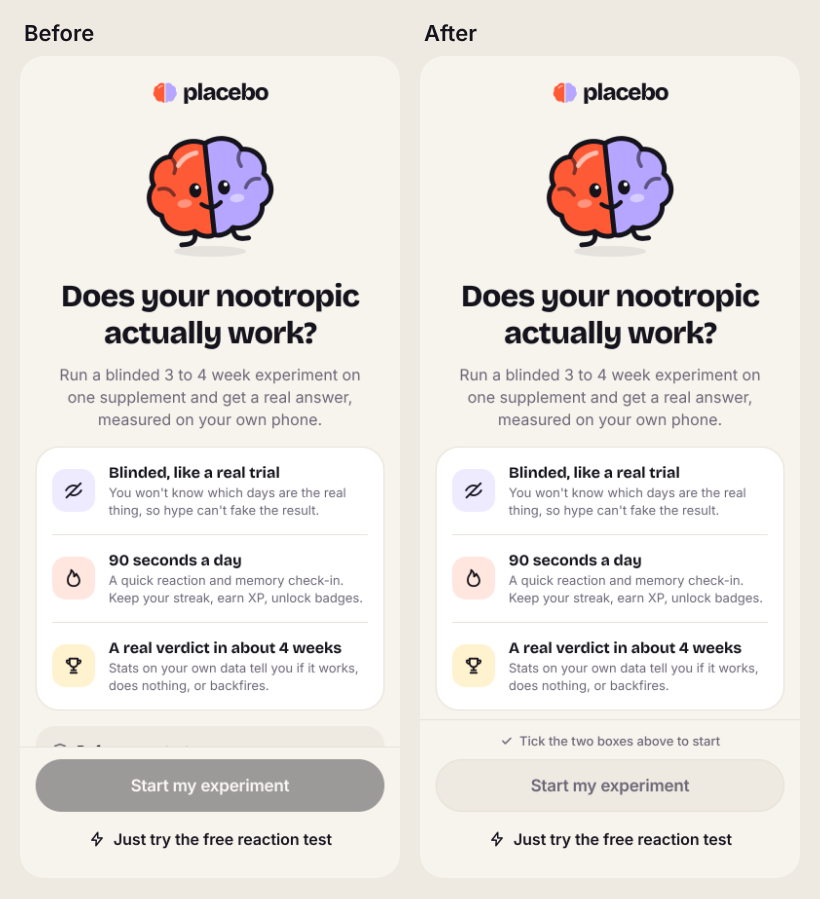 Before
placebo
Does your nootropic
actually work?
Run a blinded 3 to 4 week experiment on
one supplement and get a real answer,
measured on your own phone.
Blinded, like a real trial
You won't know which days are the real
thing, so hype can't fake the result.
90 seconds a day
A quick reaction and memory check-in.
Keep your streak, earn XP, unlock badges.
A real verdict in about 4 weeks
Stats on your own data tell you if it works,
does nothing, or backfires.
Start my experiment
Just try the free reaction test
After
placebo
Does your nootropic
actually work?
Run a blinded 3 to 4 week experiment on
one supplement and get a real answer,
measured on your own phone.
Blinded, like a real trial
You won't know which days are the real
thing, so hype can't fake the result.
90 seconds a day
A quick reaction and memory check-in.
Keep your streak, earn XP, unlock badges.
A real verdict in about 4 weeks
Stats on your own data tell you if it works,
does nothing, or backfires.
Tick the two boxes above to start
Start my experiment
Just try the free reaction test